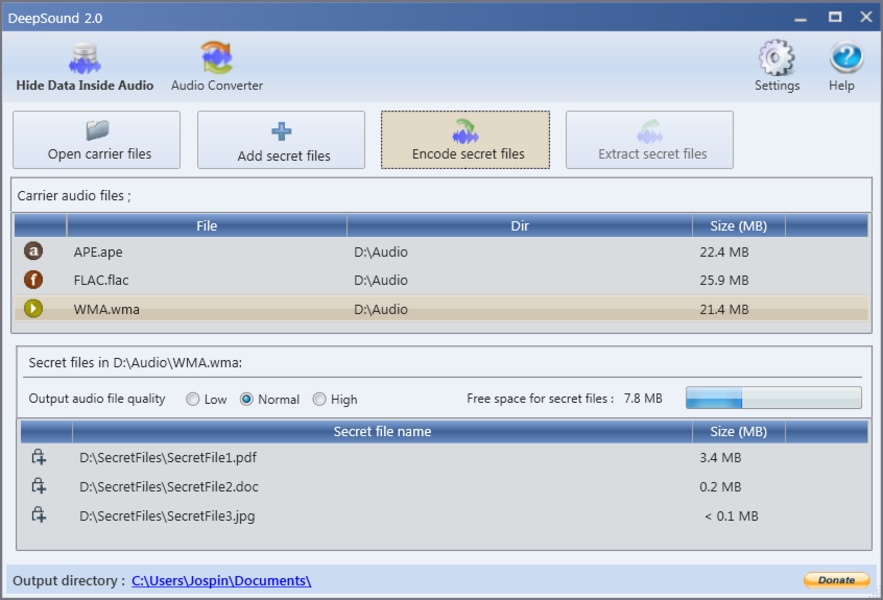 DeepSound 2.0
Hide Data Inside Audio Audio Converter Settings Help
Open carrier files Add secret files Encode secret files Extract secret files
Carrier audio files ;
File Dir Size (MB)
a APE.ape D:\Audio 22.4 MB
f FLAC.flac D:\Audio 25.9 MB
WMA.wma D:\Audio 21.4 MB
Secret files in D:\Audio\WMA.wma:
Output audio file quality Low Normal High Free space for secret files : 7.8 MB
Secret file name Size (MB)
D:\SecretFiles\SecretFile1.pdf 3.4 MB
D:\SecretFiles\SecretFile2.doc 0.2 MB
D:\SecretFiles\SecretFile3.jpg < 0.1 MB
Output directory : C:\Users\Jospin\Documents\ Donate